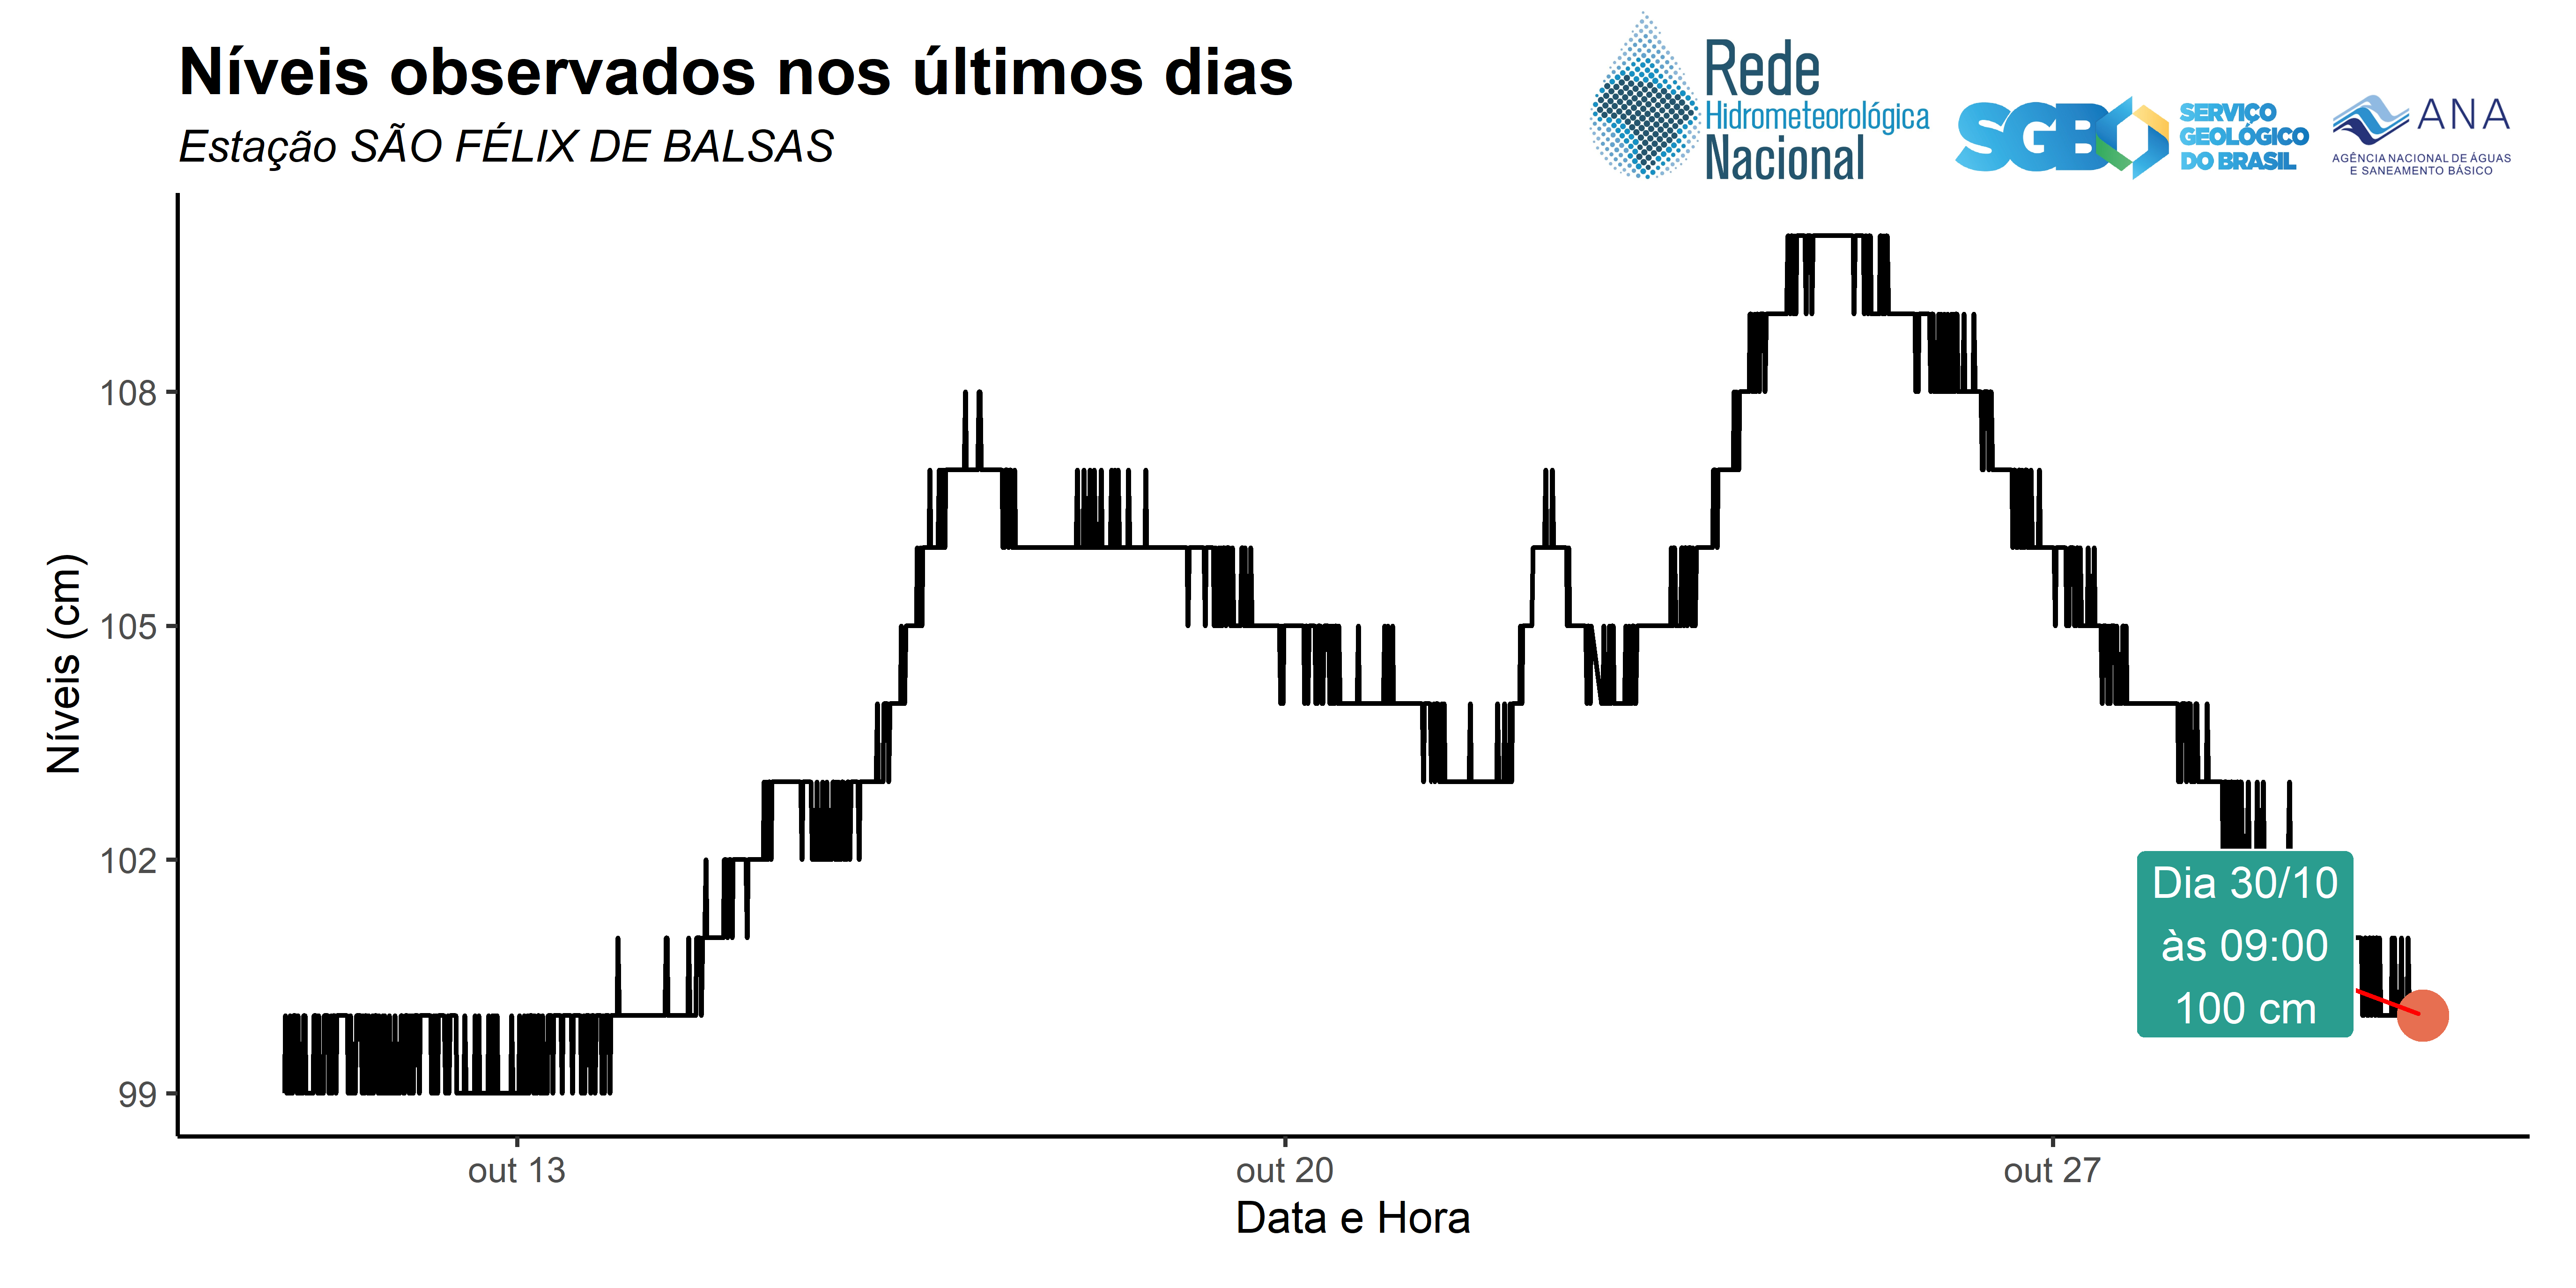 Níveis observados nos últimos dias
Estação SÃO FÉLIX DE BALSAS
Rede
Hidrometeorológica
Nacional
SGB
SERVIÇO
GEOLÓGICO
DO BRASIL
ANA
AGÊNCIA NACIONAL DE ÁGUAS
E SANEAMENTO BÁSICO
Níveis (cm)
108
105
102
99
Dia 30/10
às 09:00
100 cm
out 13
out 20
out 27
Data e Hora